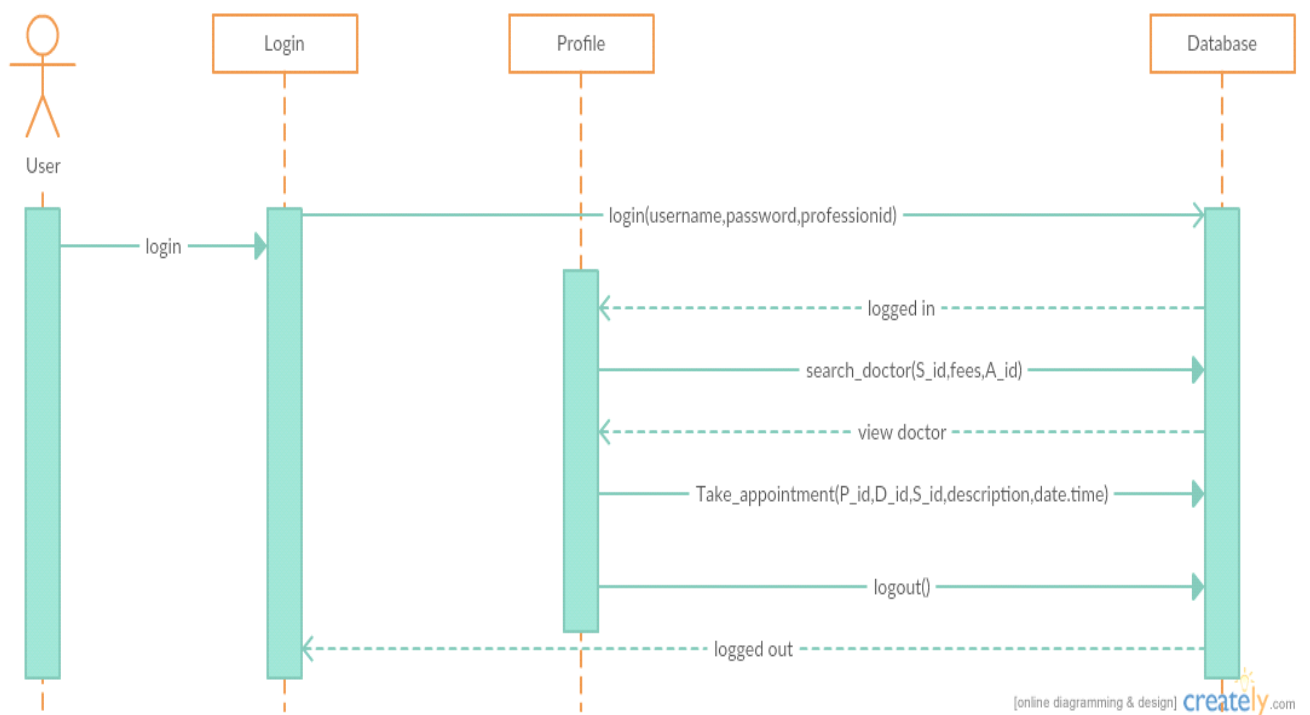 Login
Profile
Database
User
login(username,password,professionid)
login
logged in
search_doctor(S_id,fees,A_id)
view doctor
Take_appointment(P_id,D_id,S_id,description,date.time)
logout()
logged out
[online diagramming & design] creately.com